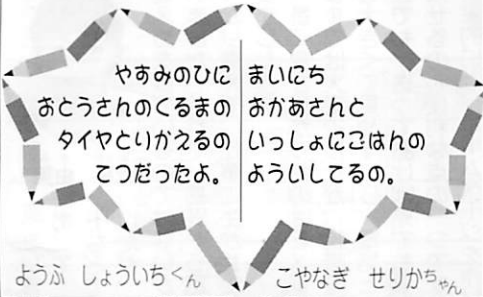 やすみのひに
おとうさんのくるまの
タイヤとりかえるの
てつだったよ。
ようふ しょういちくん
まいにち
おかあさんと
いっしょにごはんの
よういしてるの。
こやなぎ せりかちゃん